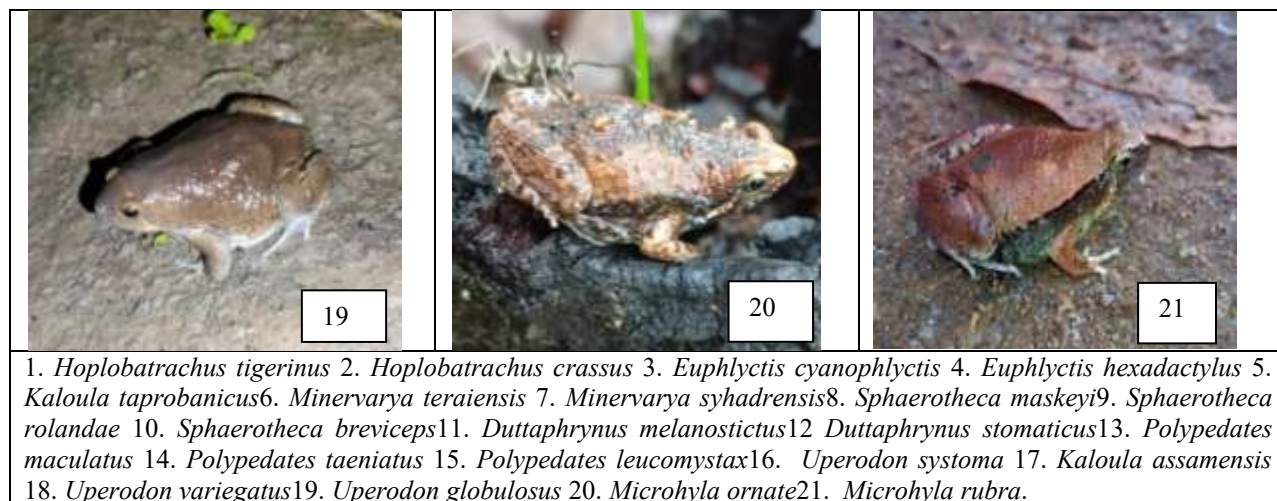 19
20
21
1. Hoplobatrachus tigerinus 2. Hoplobatrachus crassus 3. Euphlyctis cyanophlyctis 4. Euphlyctis hexadactylus 5.
Kaloula taprobanicus6. Minervarya teraiensis 7. Minervarya syhadrensis8. Sphaerotheca maskeyi9. Sphaerotheca
rolandae 10. Sphaerotheca breviceps11. Duttaphrynus melanostictus12 Duttaphrynus stomaticus13. Polypedates
maculatus 14. Polypedates taeniatus 15. Polypedates leucomystax16. Uperodon systoma 17. Kaloula assamensis
18. Uperodon variegatus19. Uperodon globulosus 20. Microhyla ornate21. Microhyla rubra.